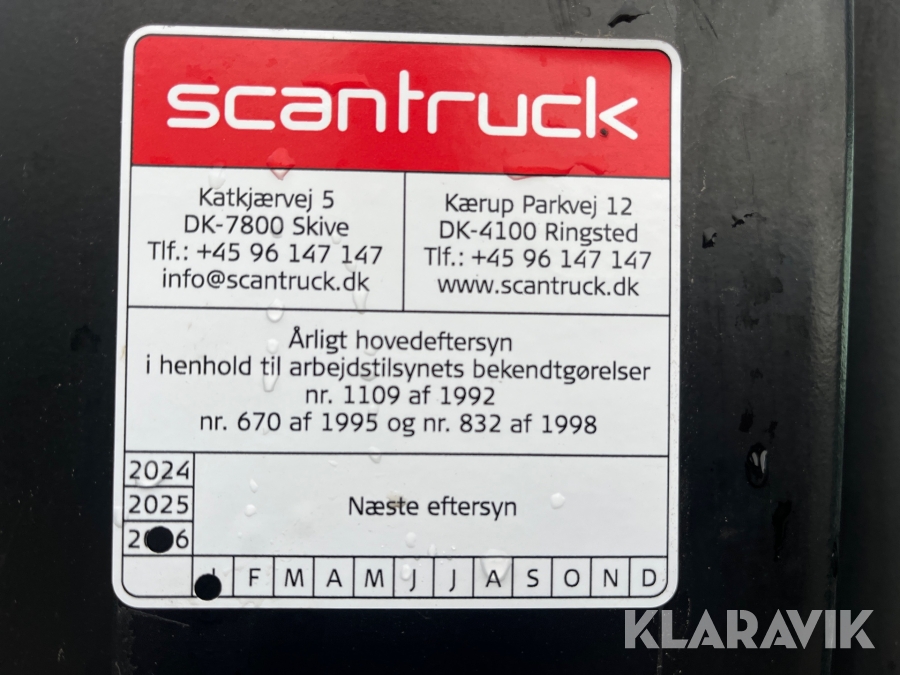 scantruck
Katkjærvej 5
DK-7800 Skive
Tlf.: +45 96 147 147
info@scantruck.dk
Kærup Parkvej 12
DK-4100 Ringsted
Tlf.: +45 96 147 147
www.scantruck.dk
Årligt hovedeftersyn
i henhold til arbejdstilsynets bekendtgørelser
nr. 1109 af 1992
nr. 670 af 1995 og nr. 832 af 1998
2024
2025
Næste eftersyn
F M A M J J A S O N D
KLARAVIK